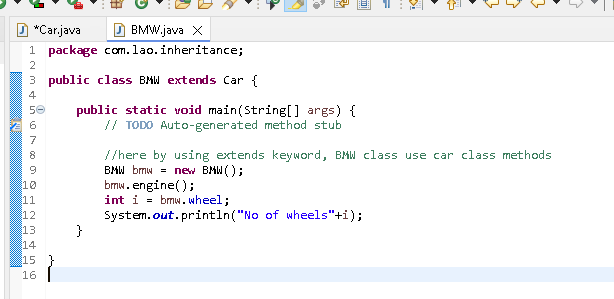 *Car.java BMW.java
1 package com.lao.inheritance;
2
3 public class BMW extends Car {
4
5 public static void main(String[] args) {
6 // TODO Auto-generated method stub
7
8 //here by using extends keyword, BMW class use car class methods
9 BMW bmw = new BMW();
10 bmw.engine();
11 int i = bmw.wheel;
12 System.out.println("No of wheels"+i);
13 }
14
15 }
16